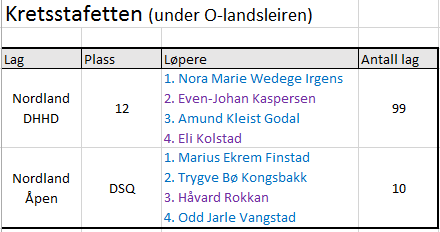 Kretsstafetten (under O-landsleiren)
Lag Plass Løpere Antall lag
Nordland DHHD 12 99
1. Nora Marie Wedege Irgens
2. Even-Johan Kaspersen
3. Amund Kleist Godal
4. Eli Kolstad
Nordland Åpen DSQ 10
1. Marius Ekrem Finstad
2. Trygve Bø Kongsbakk
3. Håvard Rokkan
4. Odd Jarle Vangstad